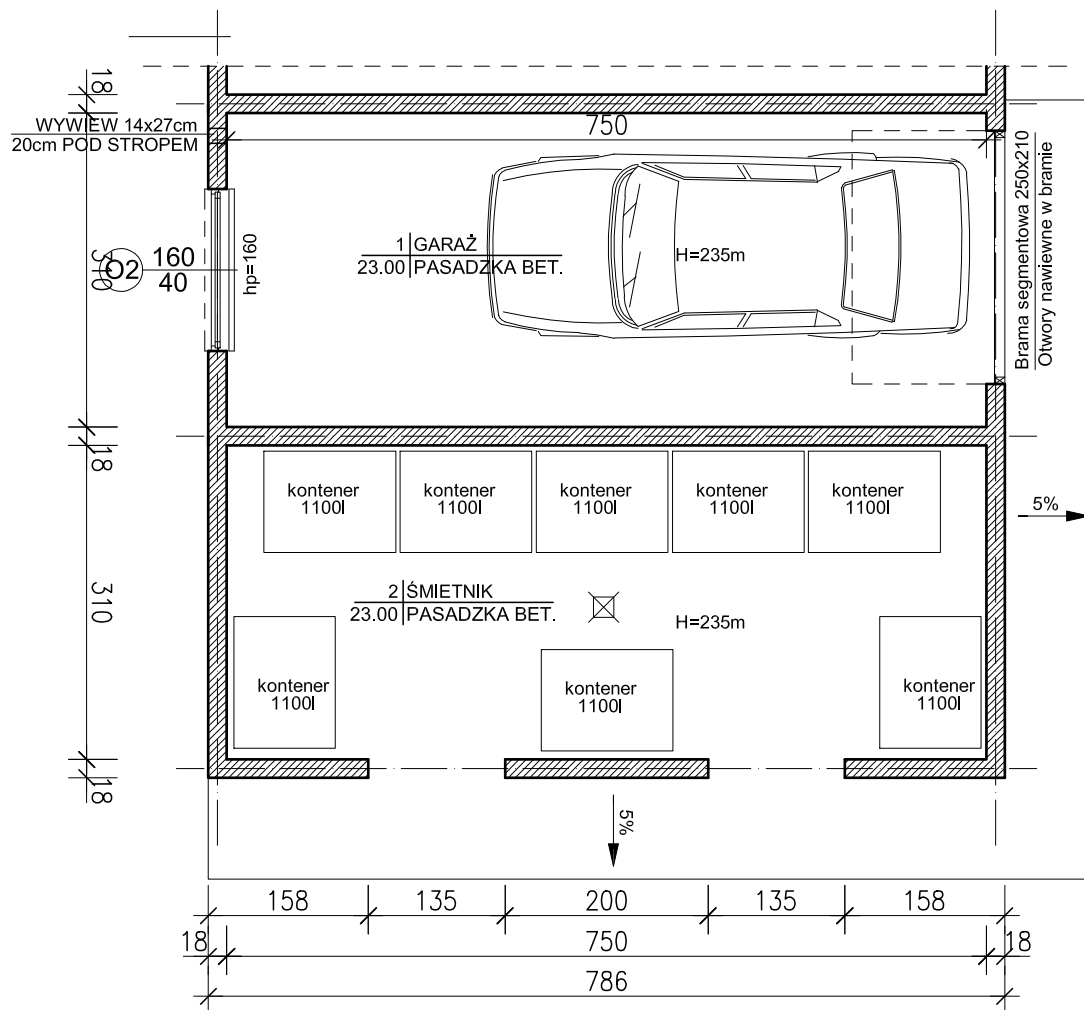 18
WYWIEW 14x27cm
20cm POD STROPEM
750
Brama segmentowa 250x210
Otwory nawiewne w bramie
310
O2
160
40
hp=160
1 GARAŻ
23.00 PASADZKA BET.
H=235m
18
kontener
1100l
kontener
1100l
kontener
1100l
kontener
1100l
kontener
1100l
5%
310
2 ŚMIETNIK
23.00 PASADZKA BET.
H=235m
kontener
1100l
kontener
1100l
kontener
1100l
18
5%
158
135
200
135
158
18
750
18
786